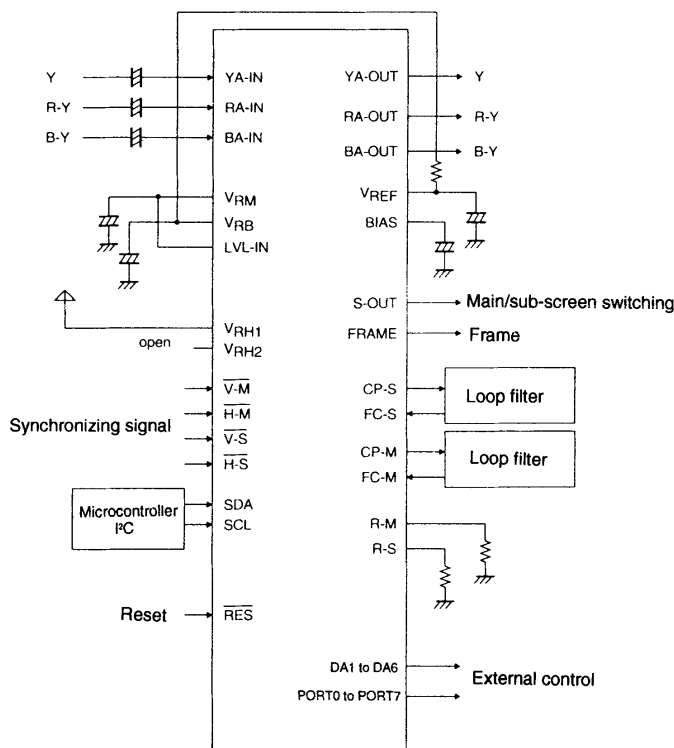 Y YA-IN YA-OUT Y
R-Y RA-IN RA-OUT R-Y
B-Y BA-IN BA-OUT B-Y
VRM VREF
VRB BIAS
LVL-IN
S-OUT Main/sub-screen switching
VRH1 FRAME Frame
open VRH2
V-M CP-S Loop filter
H-M FC-S
Synchronizing signal
V-S CP-M Loop filter
H-S FC-M
Microcontroller SDA
I²C SCL R-M
R-S
Reset RES
DA1 to DA6
External control
PORT0 to PORT7